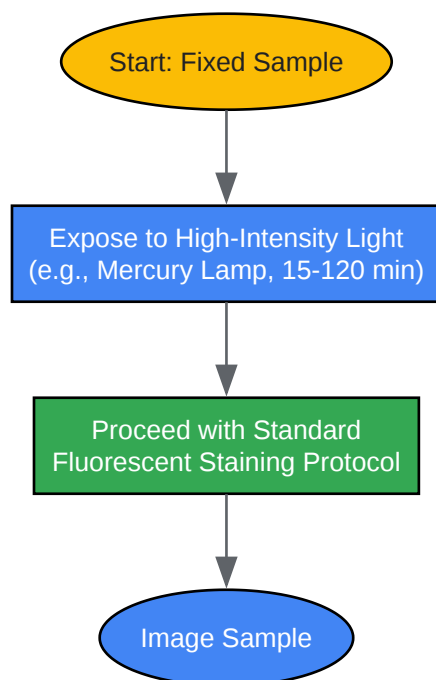 Start: Fixed Sample
Expose to High-Intensity Light
(e.g., Mercury Lamp, 15-120 min)
Proceed with Standard
Fluorescent Staining Protocol
Image Sample